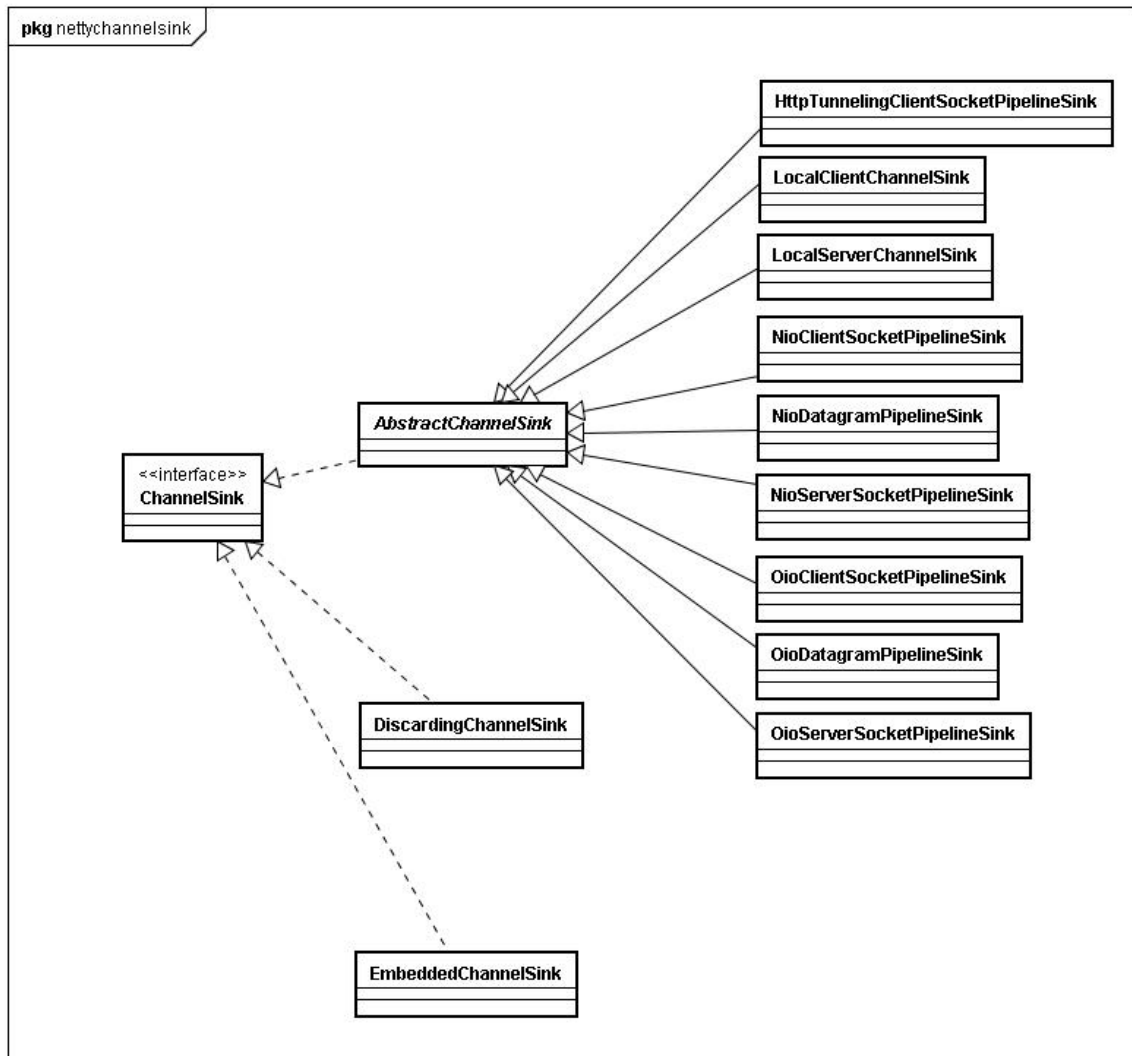 pkg nettychannelsink
HttpTunnelingClientSocketPipelineSink
LocalClientChannelSink
LocalServerChannelSink
NioClientSocketPipelineSink
AbstractChannelSink
NioDatagramPipelineSink
<<interface>>
ChannelSink
NioServerSocketPipelineSink
OioClientSocketPipelineSink
OioDatagramPipelineSink
DiscardingChannelSink
OioServerSocketPipelineSink
EmbeddedChannelSink